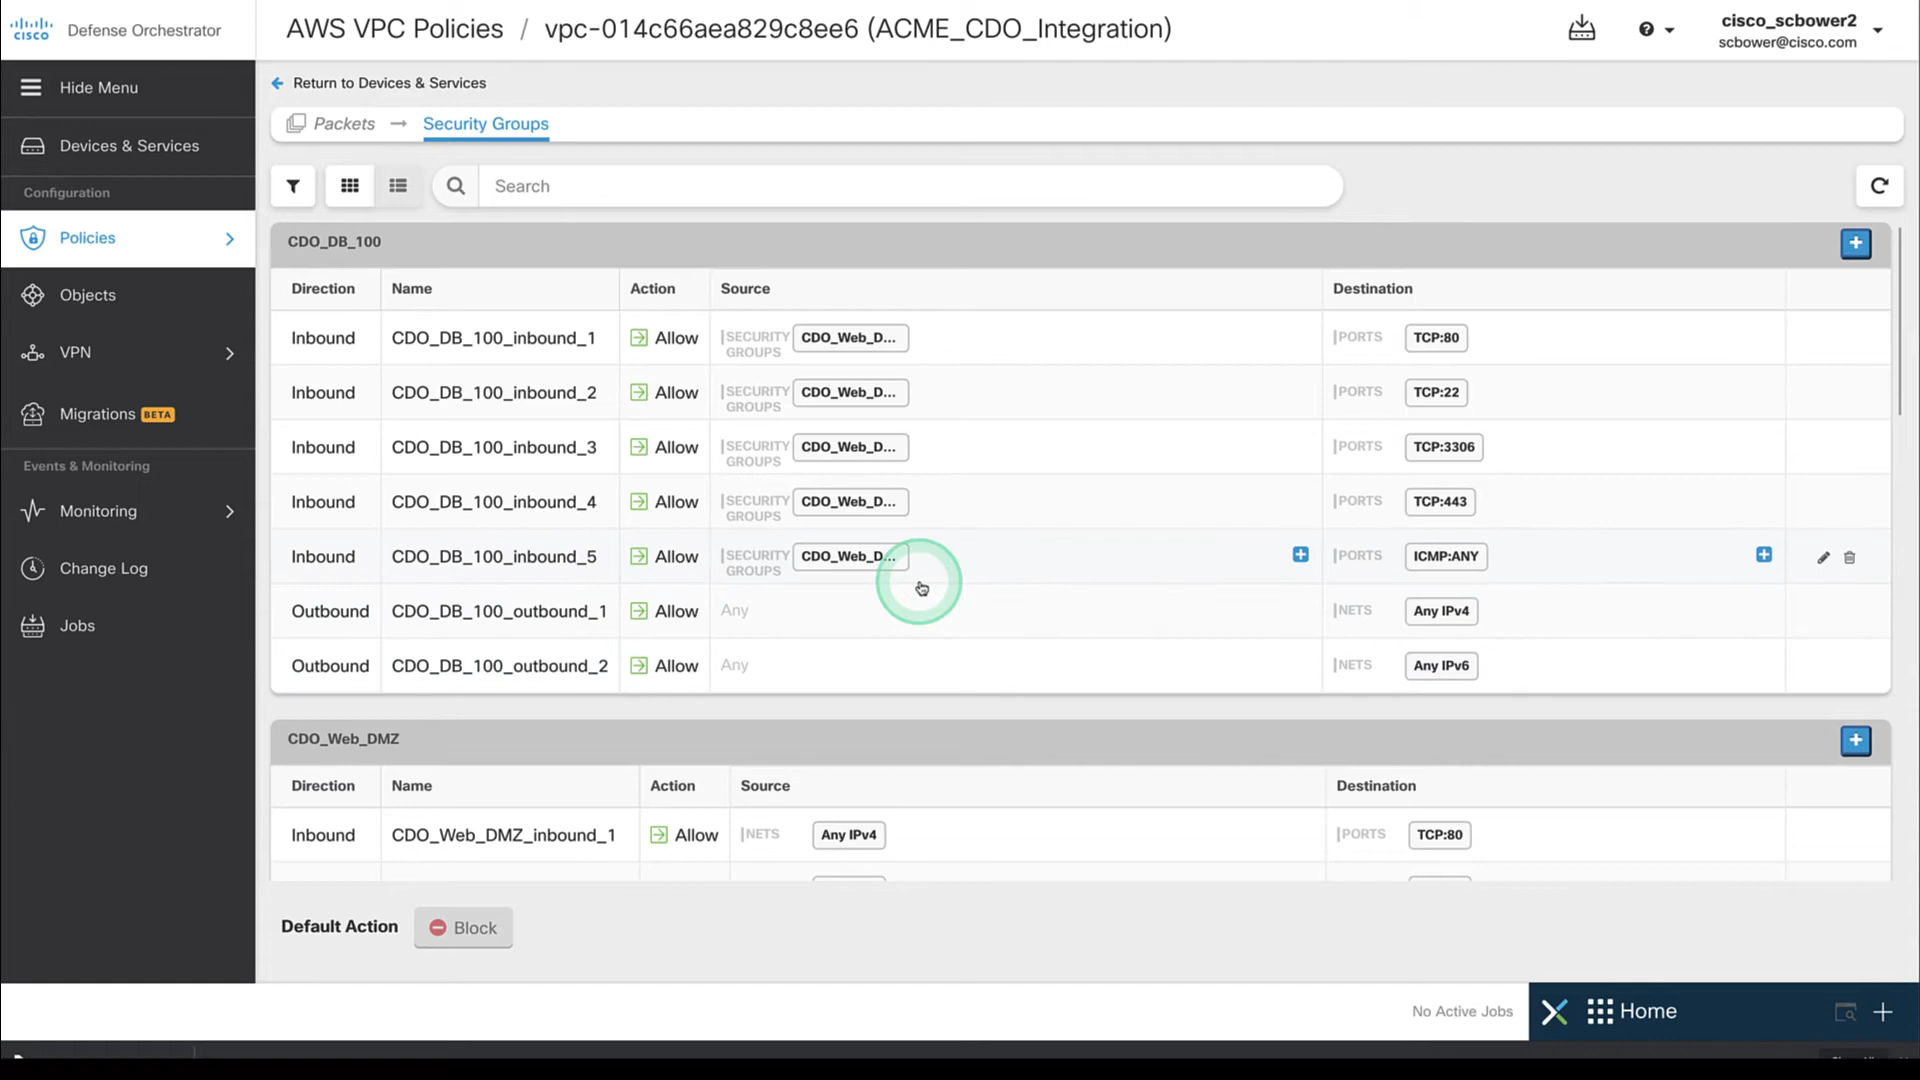 cisco Defense Orchestrator
AWS VPC Policies / vpc-014c66aea829c8ee6 (ACME_CDO_Integration)
cisco_scbower2
scbower@cisco.com
Hide Menu
Devices & Services
Configuration
Policies
Objects
VPN
Migrations BETA
Events & Monitoring
Monitoring
Change Log
Jobs
Return to Devices & Services
Packets → Security Groups
Search
CDO_DB_100
Direction Name Action Source Destination
Inbound CDO_DB_100_inbound_1 Allow SECURITY GROUPS CDO_Web_D... PORTS TCP:80
Inbound CDO_DB_100_inbound_2 Allow SECURITY GROUPS CDO_Web_D... PORTS TCP:22
Inbound CDO_DB_100_inbound_3 Allow SECURITY GROUPS CDO_Web_D... PORTS TCP:3306
Inbound CDO_DB_100_inbound_4 Allow SECURITY GROUPS CDO_Web_D... PORTS TCP:443
Inbound CDO_DB_100_inbound_5 Allow SECURITY GROUPS CDO_Web_D... PORTS ICMP:ANY
Outbound CDO_DB_100_outbound_1 Allow Any NETS Any IPv4
Outbound CDO_DB_100_outbound_2 Allow Any NETS Any IPv6
CDO_Web_DMZ
Direction Name Action Source Destination
Inbound CDO_Web_DMZ_inbound_1 Allow NETS Any IPv4 PORTS TCP:80
Default Action Block
No Active Jobs
Home